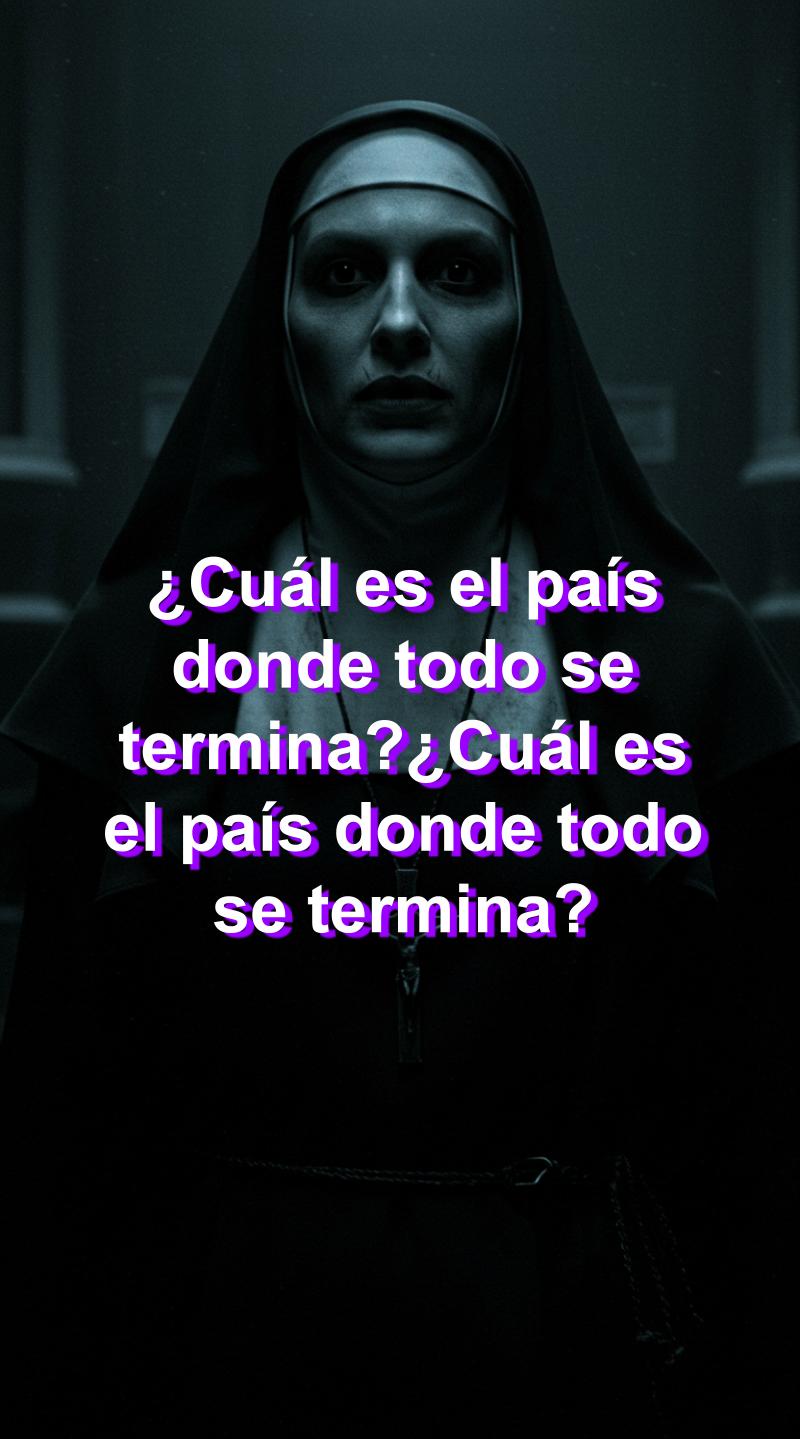 ¿Cuál es el país
donde todo se
termina?¿Cuál es
el país donde todo
se termina?